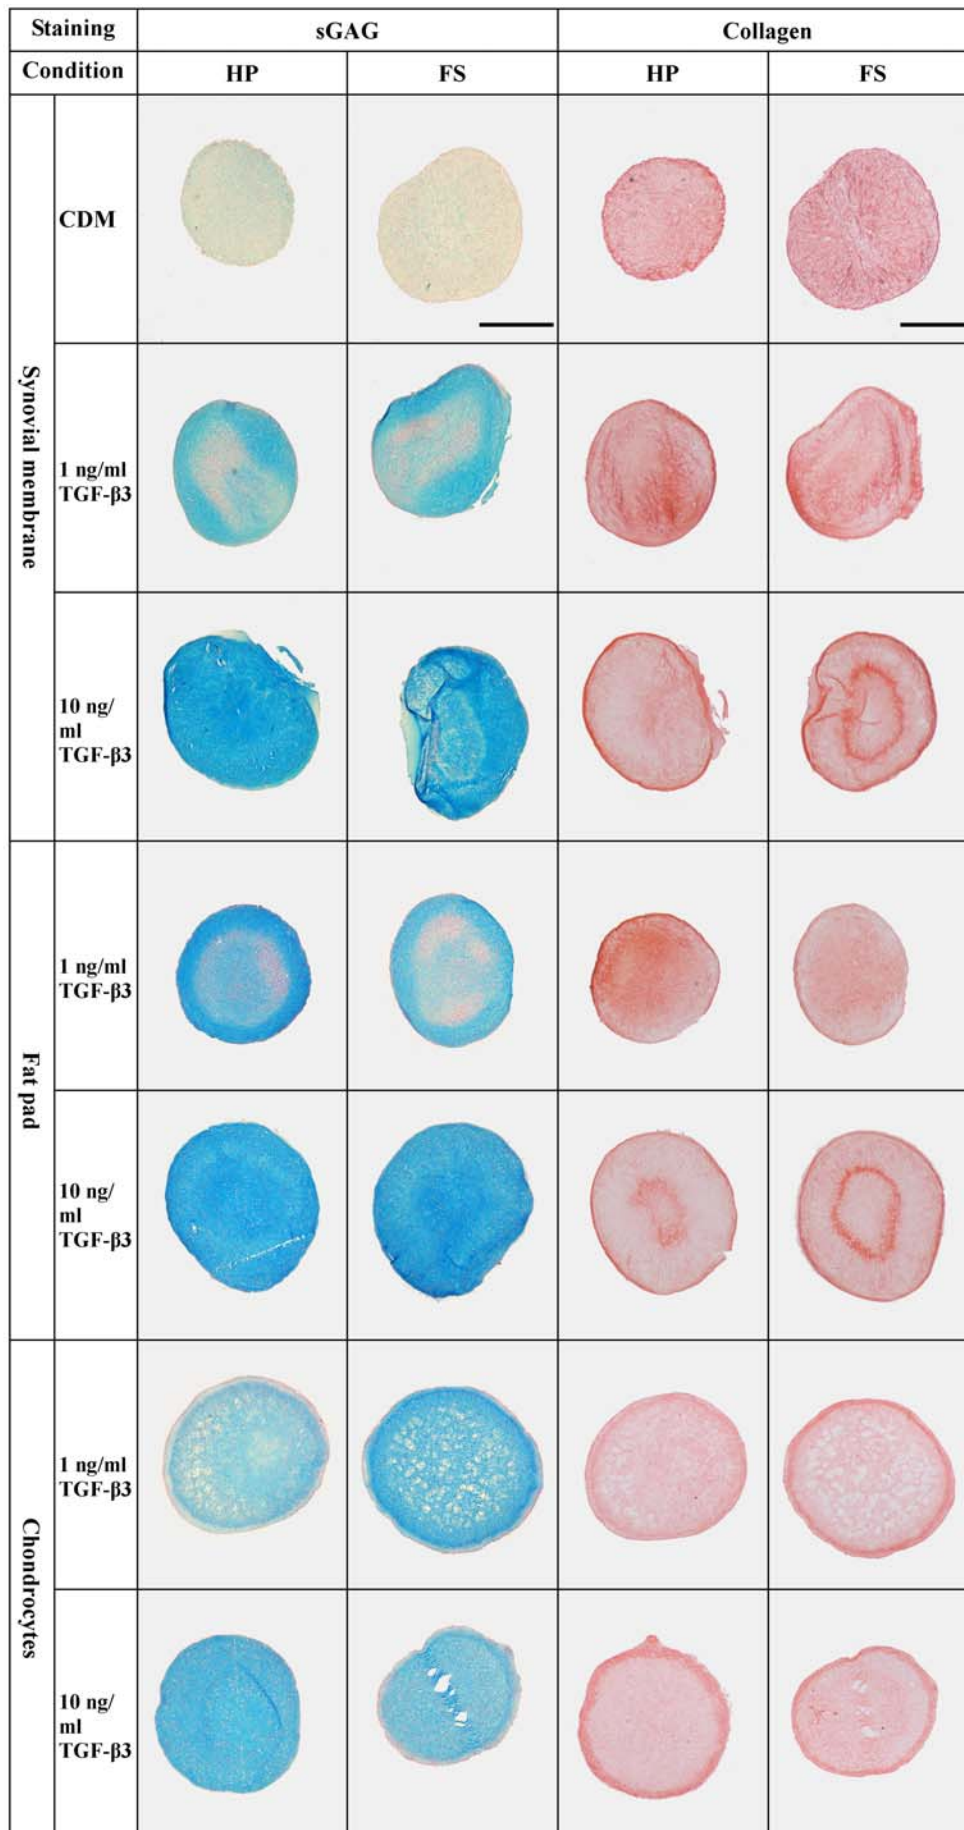 Staining sGAG Collagen
Condition HP FS HP FS
Synovial membrane
CDM
1 ng/ml
TGF-β3
10 ng/
ml
TGF-β3
Fat pad
1 ng/ml
TGF-β3
10 ng/
ml
TGF-β3
Chondrocytes
1 ng/ml
TGF-β3
10 ng/
ml
TGF-β3